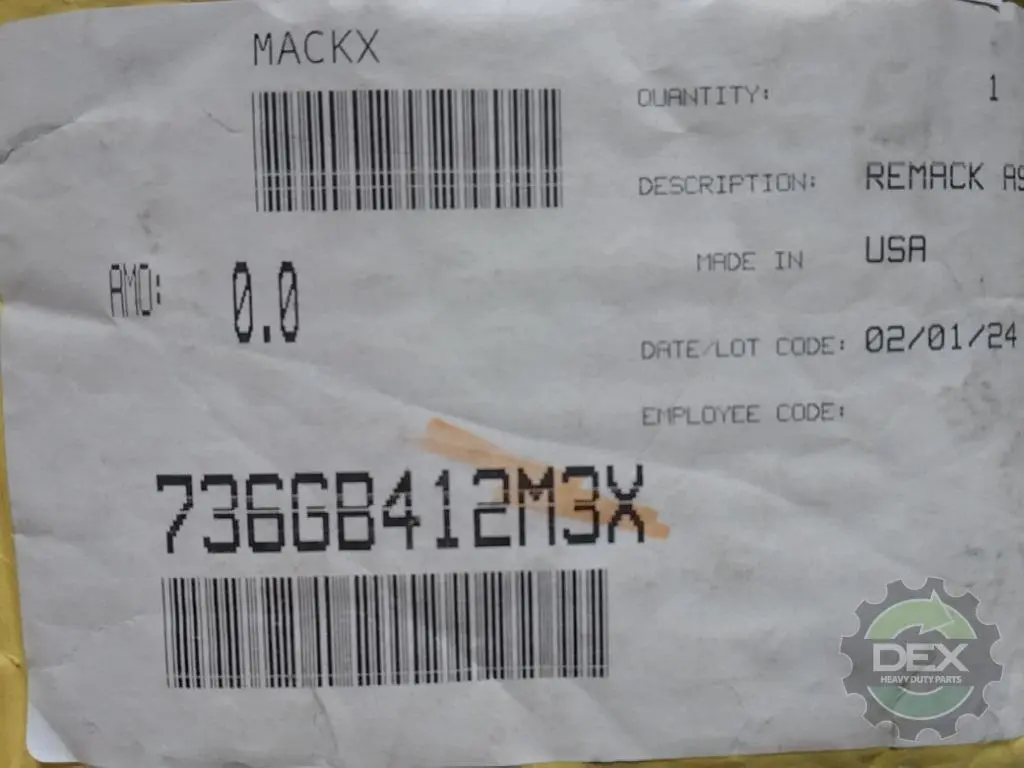 MACKX
QUANTITY: 1
DESCRIPTION: REMACK AS
MADE IN USA
AMO: 0.0
DATE/LOT CODE: 02/01/24
EMPLOYEE CODE:
736GB412M3X
DEX
HEAVY DUTY PARTS